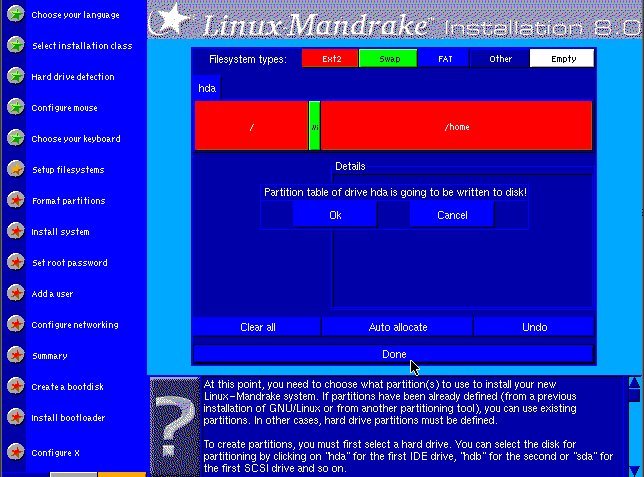 Choose your language
Select installation class
Hard drive detection
Configure mouse
Choose your keyboard
Setup filesystems
Format partitions
Install system
Set root password
Add a user
Configure networking
Summary
Create a bootdisk
Install bootloader
Configure X
Linux Mandrake™ Installation 8.0
Filesystem types: Ext2 Swap FAT Other Empty
hda
/ /home
Details
Partition table of drive hda is going to be written to disk!
Ok Cancel
Clear all Auto allocate Undo
Done
At this point, you need to choose what partition(s) to use to install your new
Linux-Mandrake system. If partitions have been already defined (from a previous
installation of GNU/Linux or from another partitioning tool), you can use existing
partitions. In other cases, hard drive partitions must be defined.
To create partitions, you must first select a hard drive. You can select the disk for
partitioning by clicking on "hda" for the first IDE drive, "hdb" for the second or "sda" for
the first SCSI drive and so on.